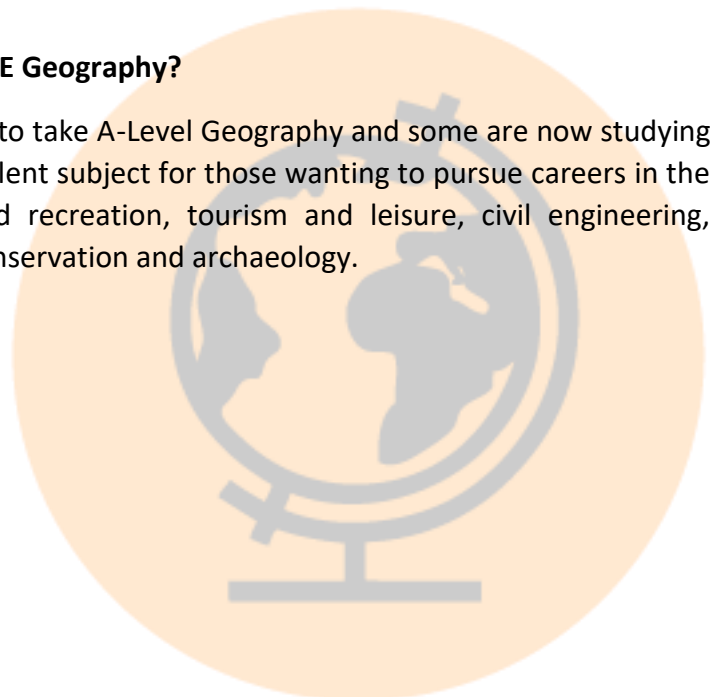 E Geography?
to take A-Level Geography and some are now studying
lent subject for those wanting to pursue careers in the
d recreation, tourism and leisure, civil engineering,
nservation and archaeology.